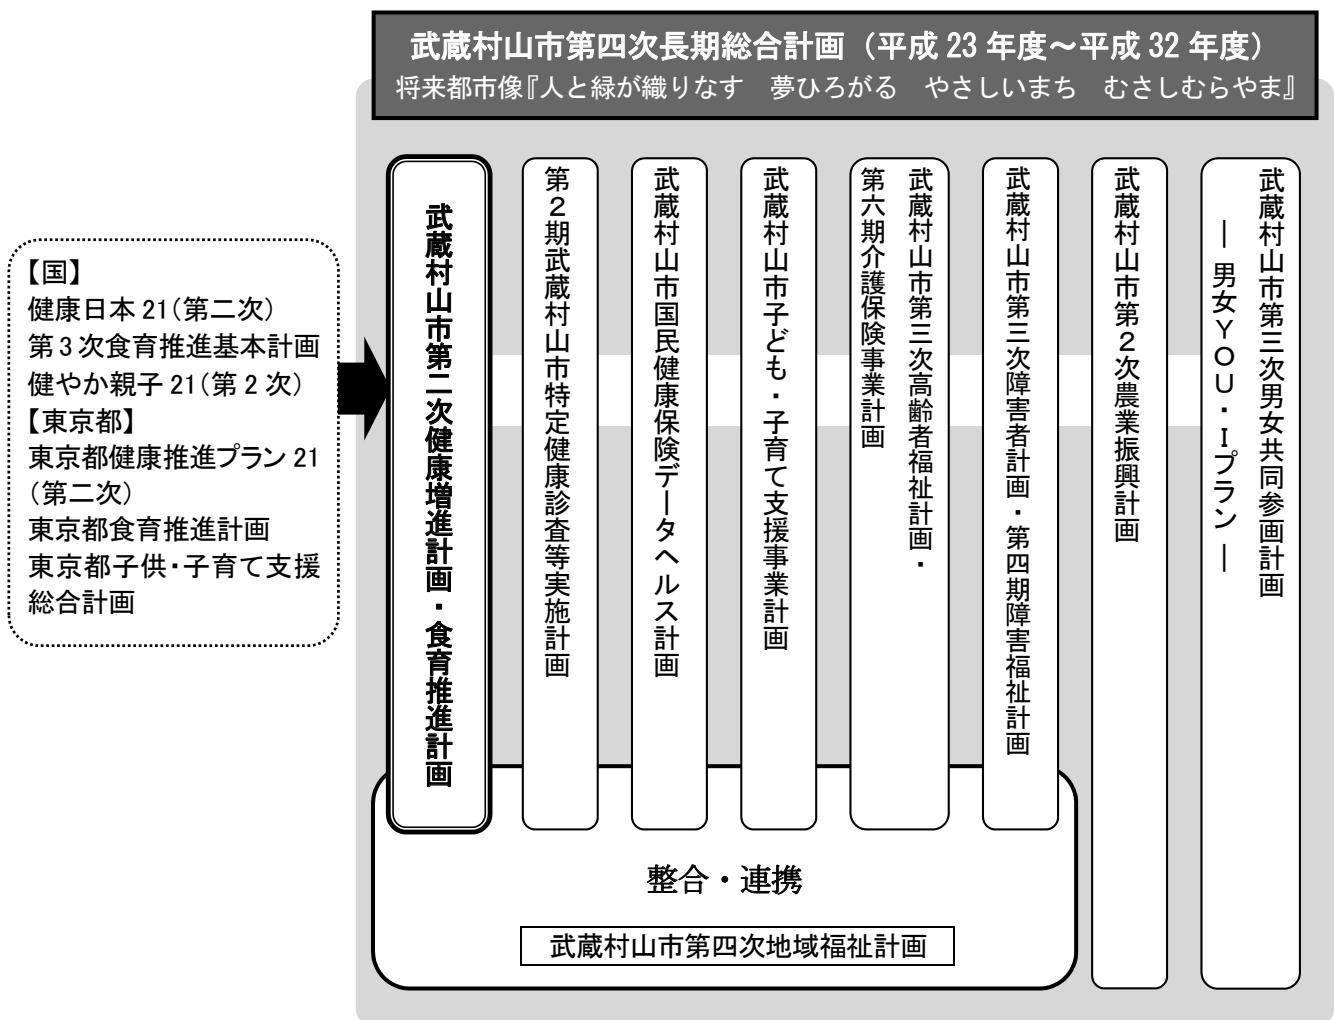 武蔵村山市第四次長期総合計画（平成 23 年度～平成 32 年度）
将来都市像『人と緑が織りなす　夢ひろがる　やさしいまち　むさしむらやま』
【国】
健康日本 21（第二次）
第３次食育推進基本計画
健やか親子 21（第 2 次）
【東京都】
東京都健康推進プラン 21
（第二次）
東京都食育推進計画
東京都子供・子育て支援
総合計画
武蔵村山市第二次健康増進計画・食育推進計画
第２期武蔵村山市特定健康診査等実施計画
武蔵村山市国民健康保険データヘルス計画
武蔵村山市子ども・子育て支援事業計画
武蔵村山市第三次高齢者福祉計画・
第六期介護保険事業計画
武蔵村山市第三次障害者計画・第四期障害福祉計画
武蔵村山市第２次農業振興計画
武蔵村山市第三次男女共同参画計画
― 男女ＹＯＵ・Ｉプラン ―
整合・連携
武蔵村山市第四次地域福祉計画